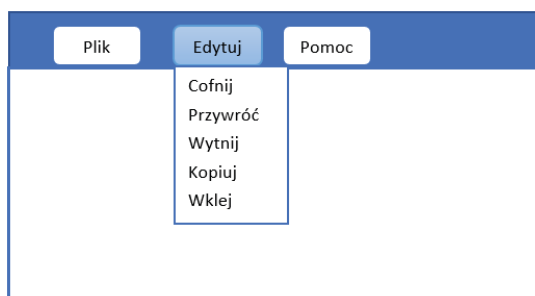 Plik Edytuj Pomoc
Cofnij
Przywróć
Wytnij
Kopiuj
Wklej